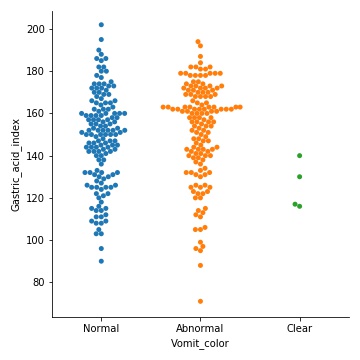 200
180
160
140
120
100
80
Gastric_acid_index
Normal
Abnormal
Clear
Vomit_color